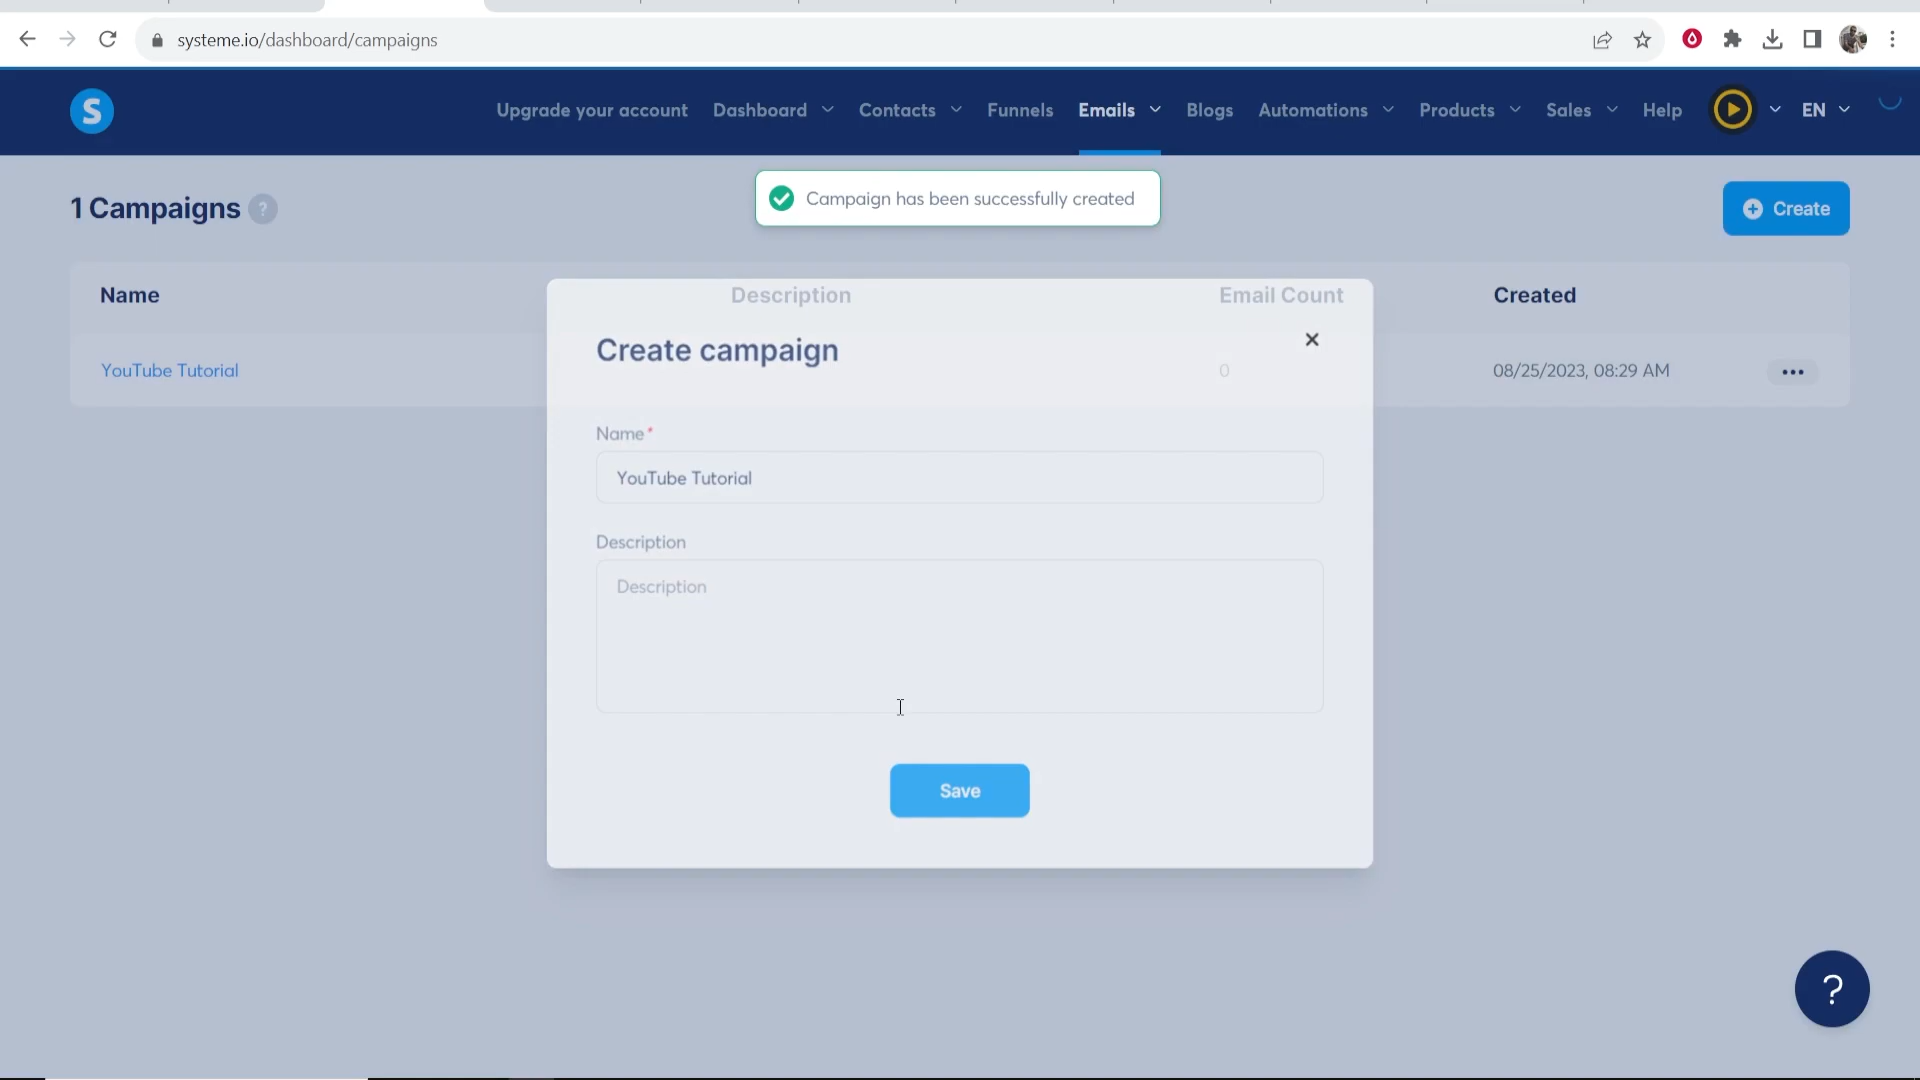 systeme.io/dashboard/campaigns
S
Upgrade your account Dashboard Contacts Funnels Emails Blogs Automations Products Sales Help EN
1 Campaigns ?
Campaign has been successfully created
Create
Name Description Email Count Created
YouTube Tutorial 0 08/25/2023, 08:29 AM
Create campaign
Name*
YouTube Tutorial
Description
Description
Save
?